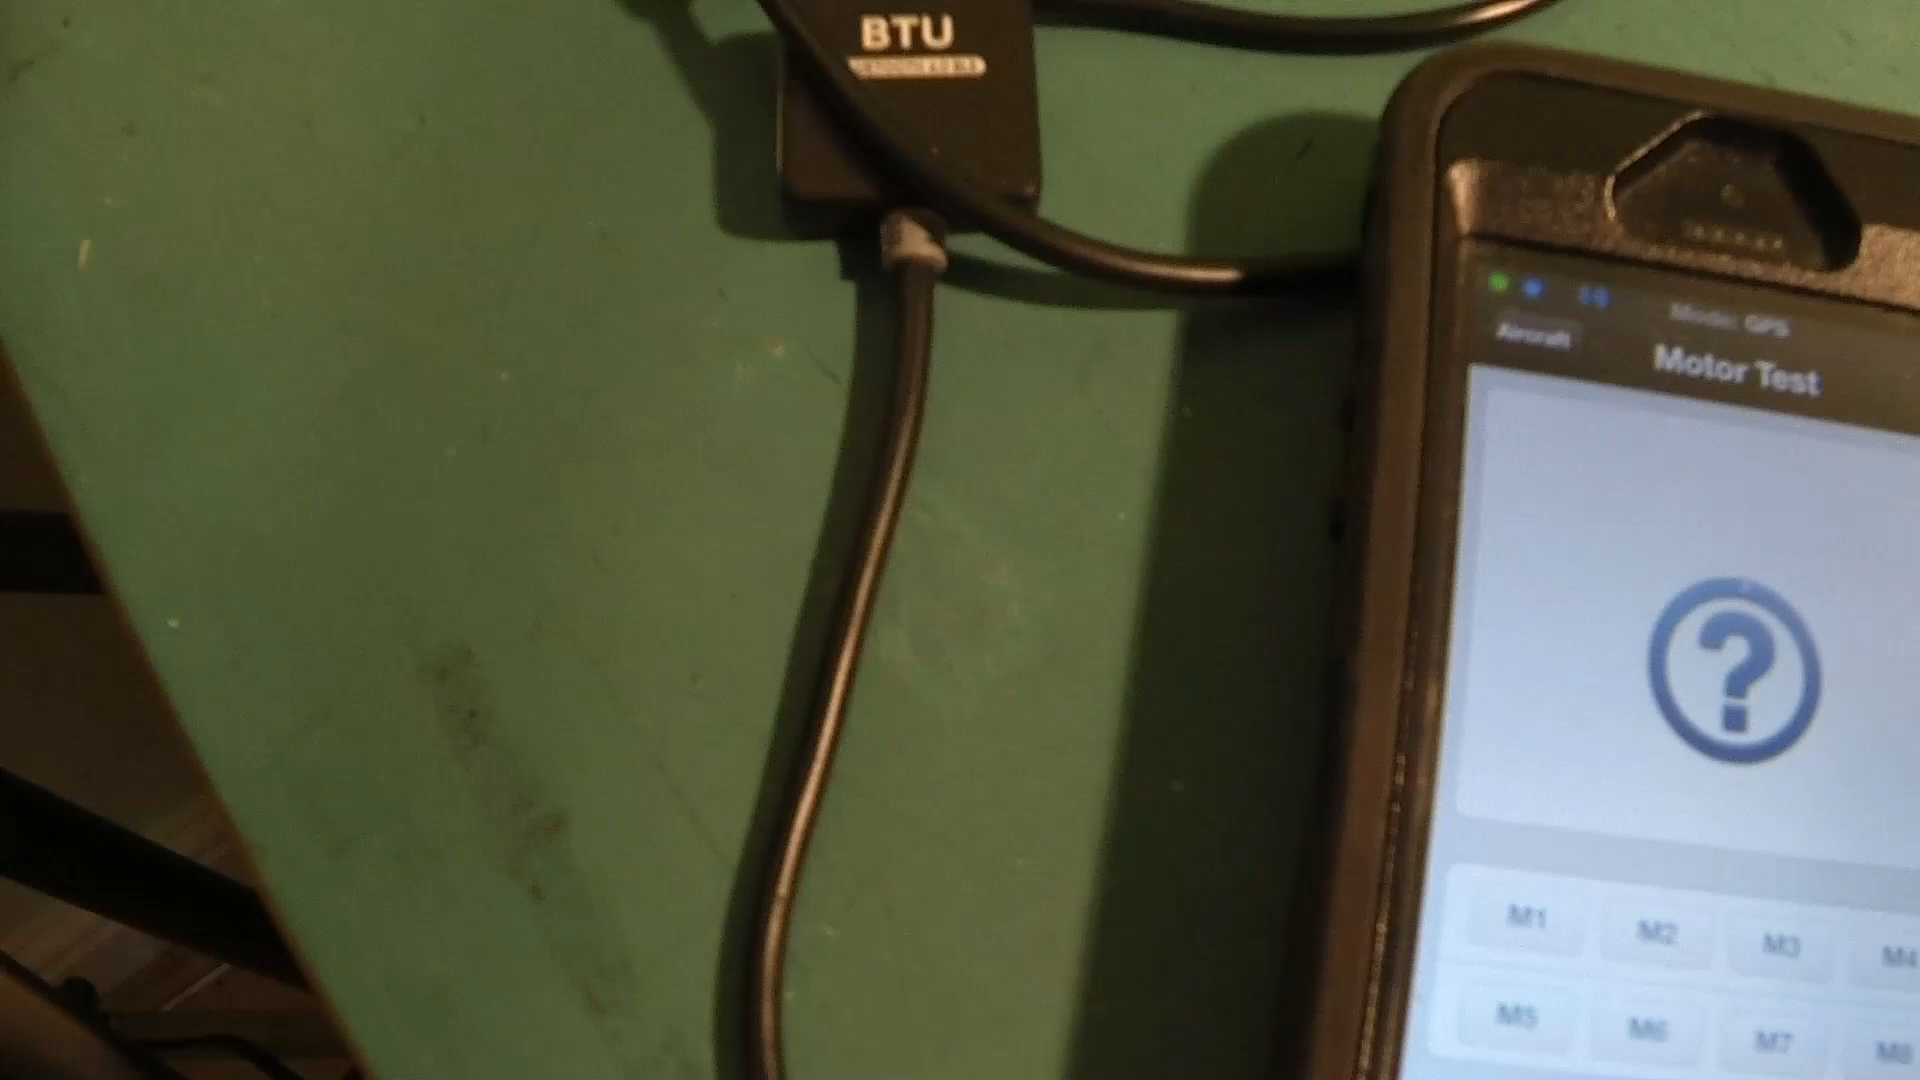 BTU
Mode: GPS
Aircraft
Motor Test
?
M1 M2 M3 M4
M5 M6 M7 M8